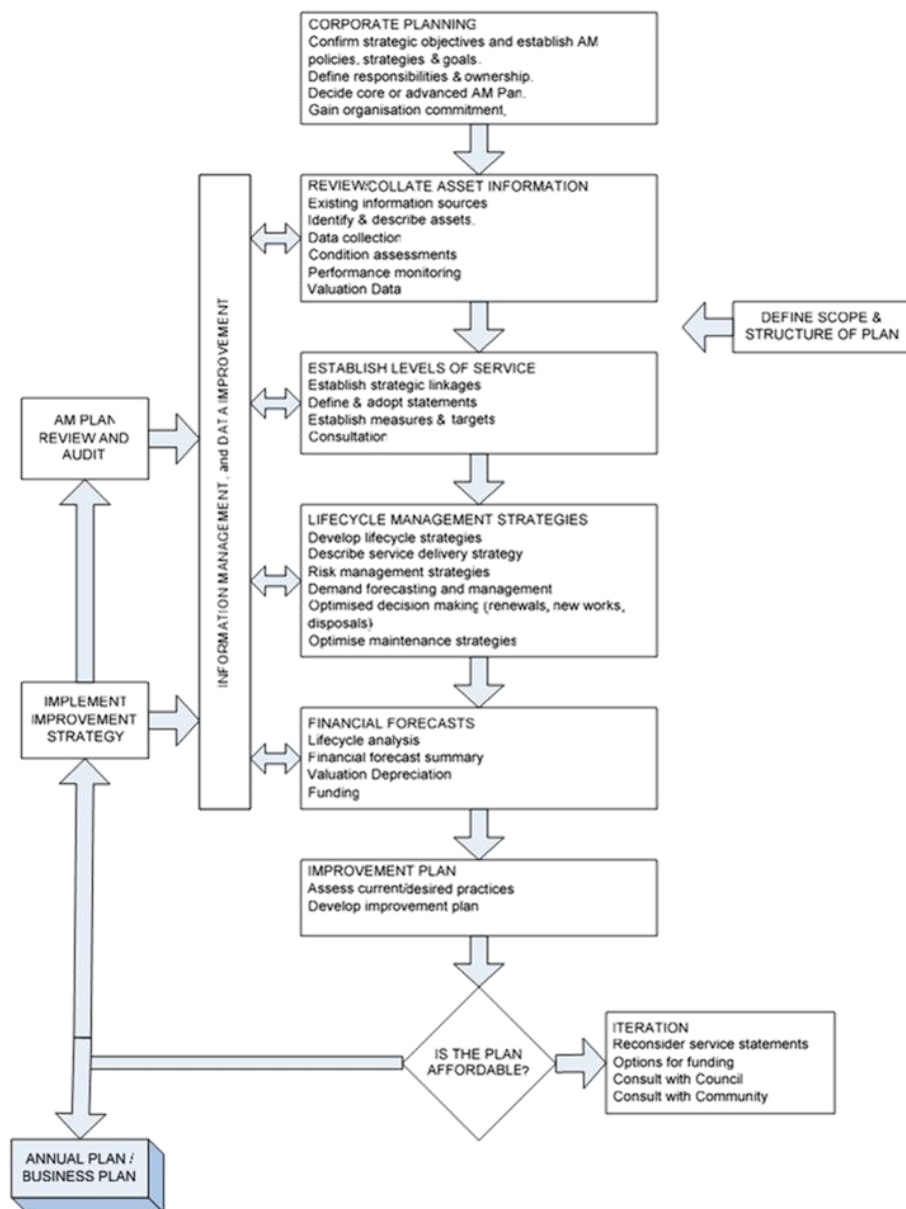 CORPORATE PLANNING
Confirm strategic objectives and establish AM
policies, strategies & goals.
Define responsibilities & ownership.
Decide core or advanced AM Pan.
Gain organisation commitment.
REVIEW/COLLATE ASSET INFORMATION
Existing information sources
Identify & describe assets.
Data collection
Condition assessments
Performance monitoring
Valuation Data
DEFINE SCOPE &
STRUCTURE OF PLAN
INFORMATION MANAGEMENT, and DATA IMPROVEMENT
ESTABLISH LEVELS OF SERVICE
Establish strategic linkages
Define & adopt statements
Establish measures & targets
Consultation
AM PLAN
REVIEW AND
AUDIT
LIFECYCLE MANAGEMENT STRATEGIES
Develop lifecycle strategies
Describe service delivery strategy
Risk management strategies
Demand forecasting and management
Optimised decision making (renewals, new works,
disposals)
Optimise maintenance strategies
IMPLEMENT
IMPROVEMENT
STRATEGY
FINANCIAL FORECASTS
Lifecycle analysis
Financial forecast summary
Valuation Depreciation
Funding
IMPROVEMENT PLAN
Assess current/desired practices
Develop improvement plan
IS THE PLAN
AFFORDABLE?
ITERATION
Reconsider service statements
Options for funding
Consult with Council
Consult with Community
ANNUAL PLAN /
BUSINESS PLAN